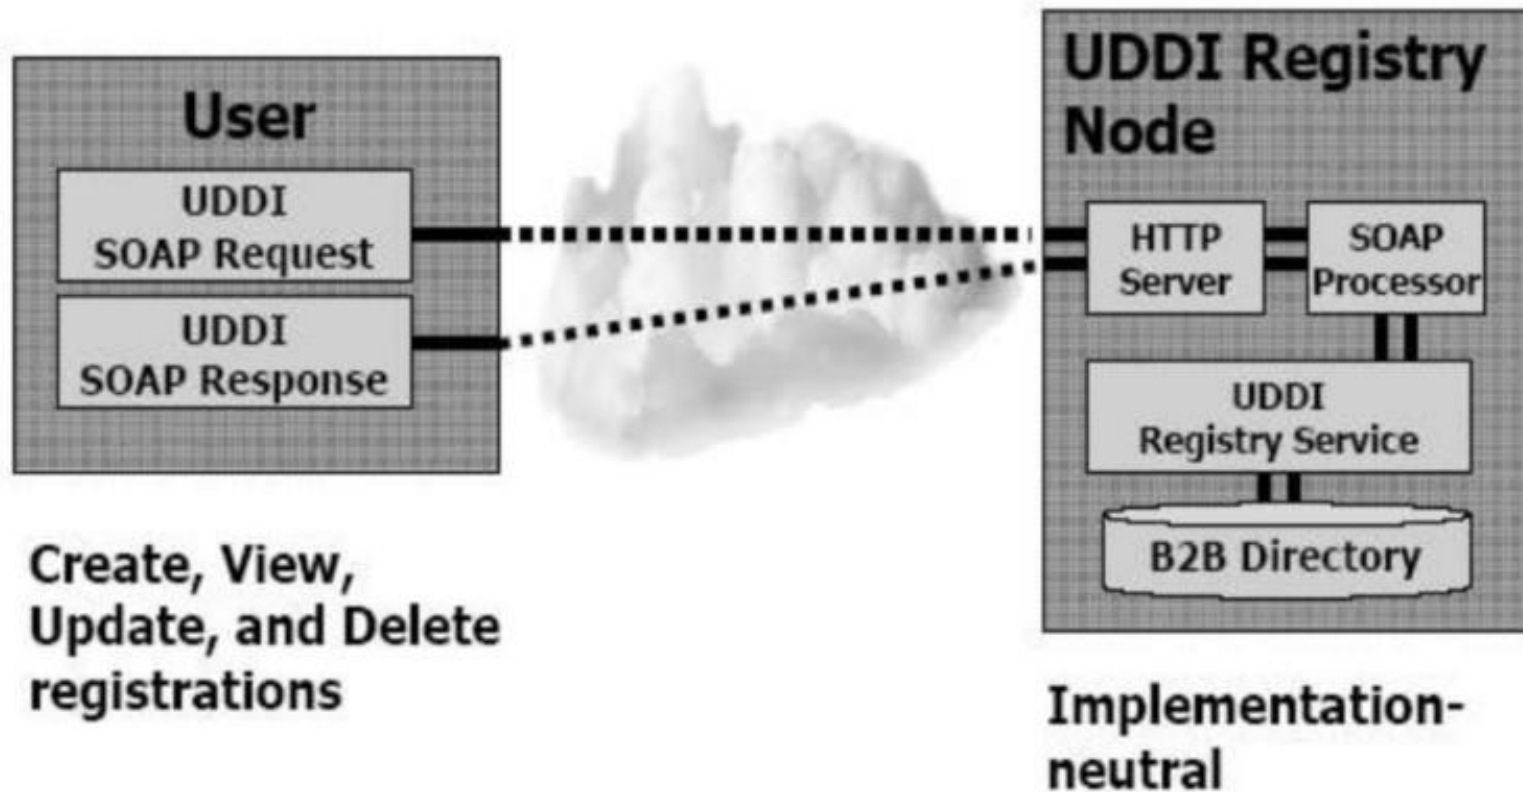 User
UDDI
SOAP Request
UDDI
SOAP Response
Create, View,
Update, and Delete
registrations
UDDI Registry
Node
HTTP
Server
SOAP
Processor
UDDI
Registry Service
B2B Directory
Implementation-
neutral